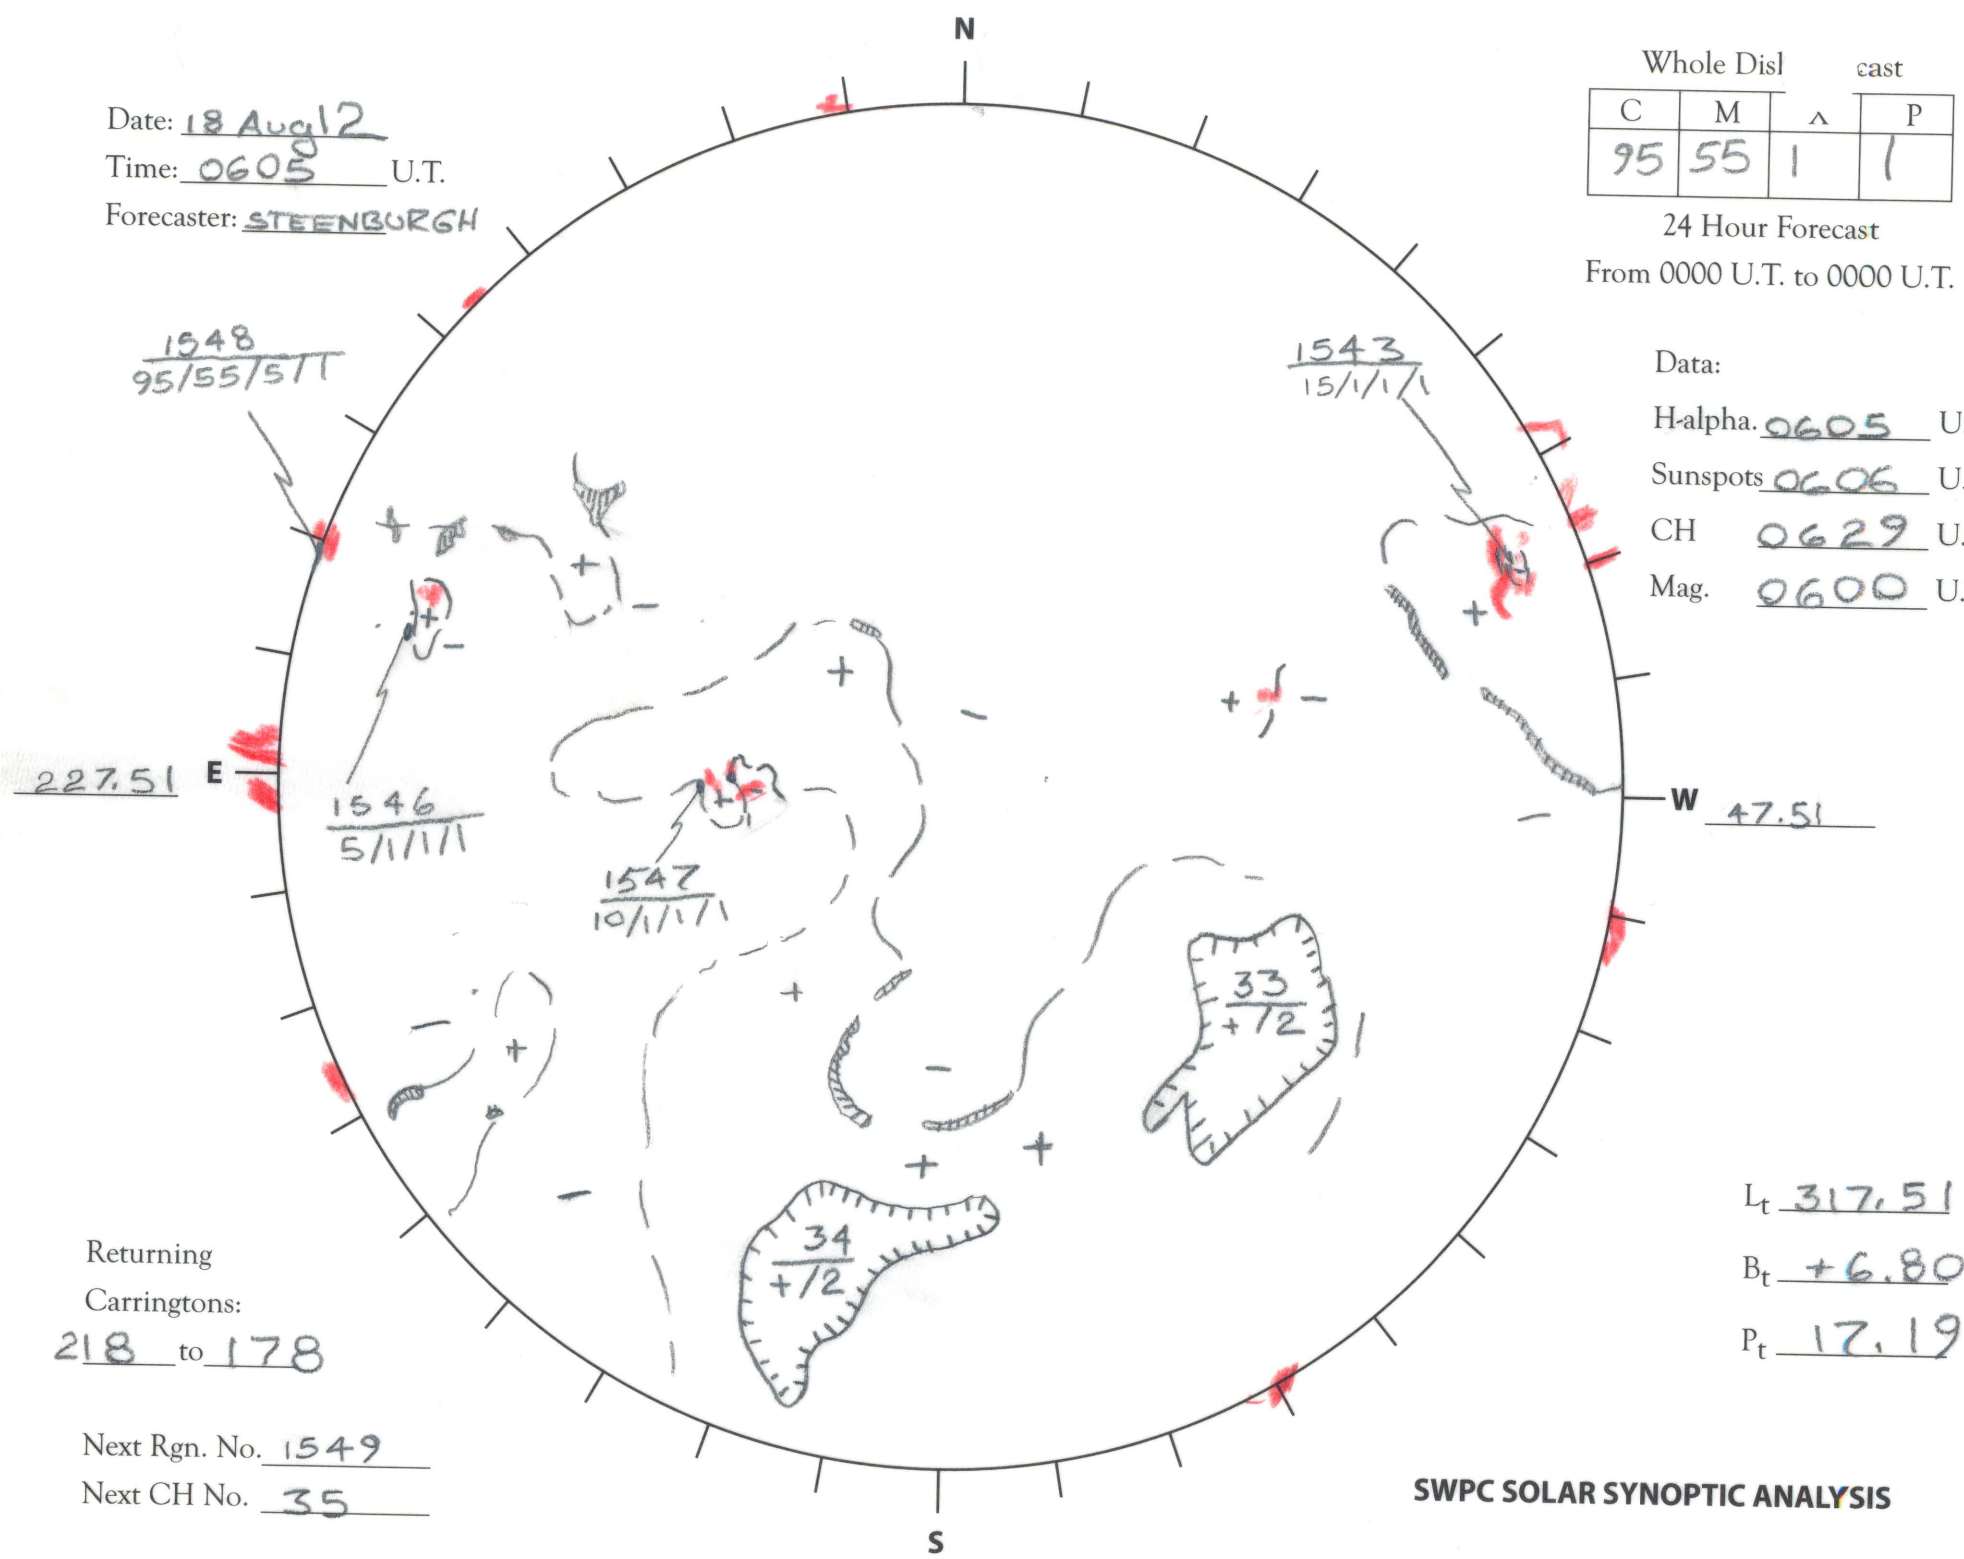 N
Date: 18 Aug 12
Time: 0605 U.T.
Forecaster: STEENBURGH
Whole Disl cast
C M ^ P
95 55 1 1
24 Hour Forecast
From 0000 U.T. to 0000 U.T.
1548
95/55/5/1
1543
15/1/1/1
Data:
H-alpha. 0605 U
Sunspots 0606 U.
CH 0629 U.
Mag. 0600 U.
227.51 E
W 47.51
1546
5/1/1/1
1547
10/1/1/1
33
+/2
34
+/2
Lt 317.51
Bt +6.80
Pt 17.19
Returning
Carringtons:
218 to 178
Next Rgn. No. 1549
Next CH No. 35
SWPC SOLAR SYNOPTIC ANALYSIS
S